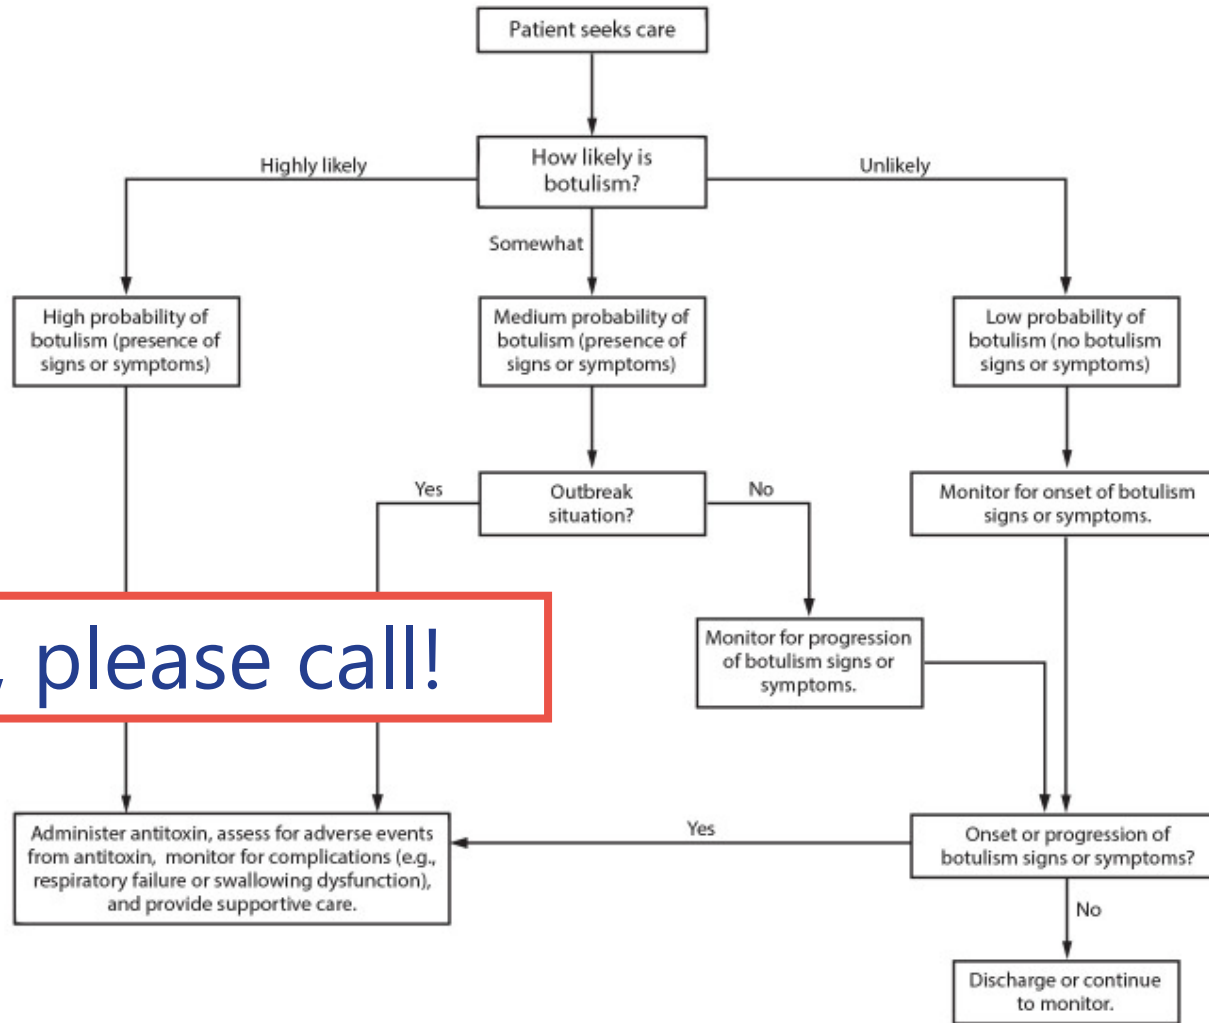 Patient seeks care
How likely is
botulism?
Highly likely
Unlikely
Somewhat
High probability of
botulism (presence of
signs or symptoms)
Medium probability of
botulism (presence of
signs or symptoms)
Low probability of
botulism (no botulism
signs or symptoms)
Yes
Outbreak
situation?
No
Monitor for onset of botulism
signs or symptoms.
, please call!
Monitor for progression
of botulism signs or
symptoms.
Administer antitoxin, assess for adverse events
from antitoxin, monitor for complications (e.g.,
respiratory failure or swallowing dysfunction),
and provide supportive care.
Yes
Onset or progression of
botulism signs or symptoms?
No
Discharge or continue
to monitor.